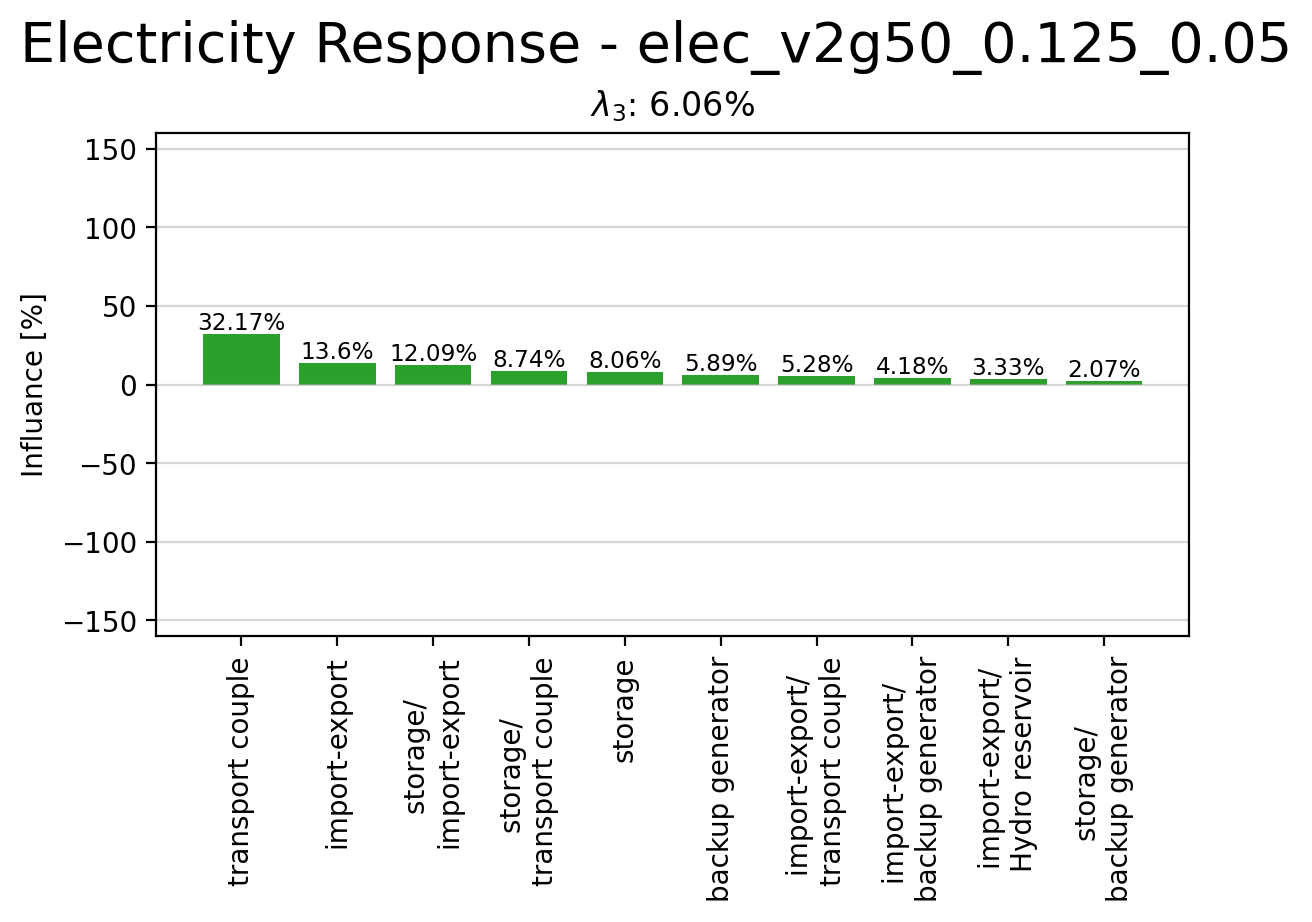 Electricity Response - elec_v2g50_0.125_0.05
λ3: 6.06%
Influance [%]
150
100
50
0
−50
−100
−150
32.17%
13.6%
12.09%
8.74%
8.06%
5.89%
5.28%
4.18%
3.33%
2.07%
transport couple
import-export
storage/
import-export
storage/
transport couple
storage
backup generator
import-export/
transport couple
import-export/
backup generator
import-export/
Hydro reservoir
storage/
backup generator